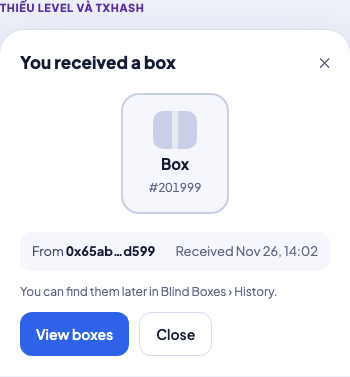 THIẾU LEVEL VÀ TXHASH
You received a box
Box
#201999
From 0x65ab...d599 Received Nov 26, 14:02
You can find them later in Blind Boxes › History.
View boxes Close